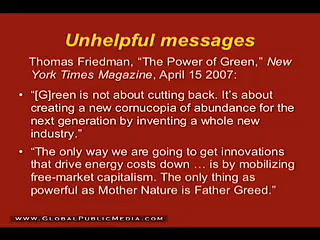 Unhelpful messages
Thomas Friedman, “The Power of Green,” New
York Times Magazine, April 15 2007:
• “[G]reen is not about cutting back. It’s about
creating a new cornucopia of abundance for the
next generation by inventing a whole new
industry.”
• “The only way we are going to get innovations
that drive energy costs down … is by mobilizing
free-market capitalism. The only thing as
powerful as Mother Nature is Father Greed.”
www.GlobalPublicMedia.com